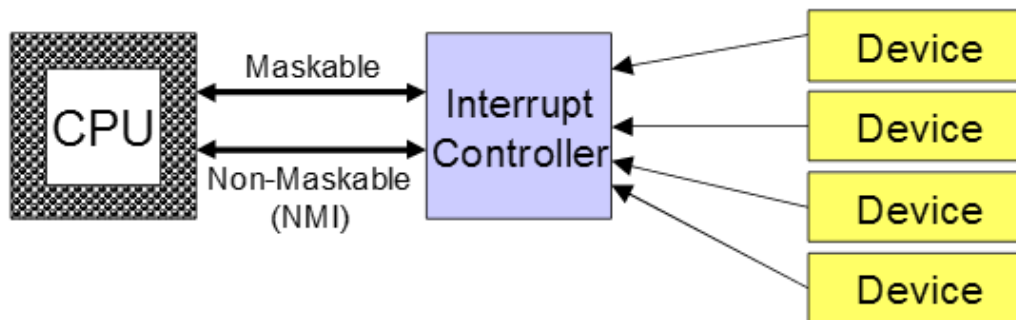 CPU
Maskable
Non-Maskable
(NMI)
Interrupt
Controller
Device
Device
Device
Device